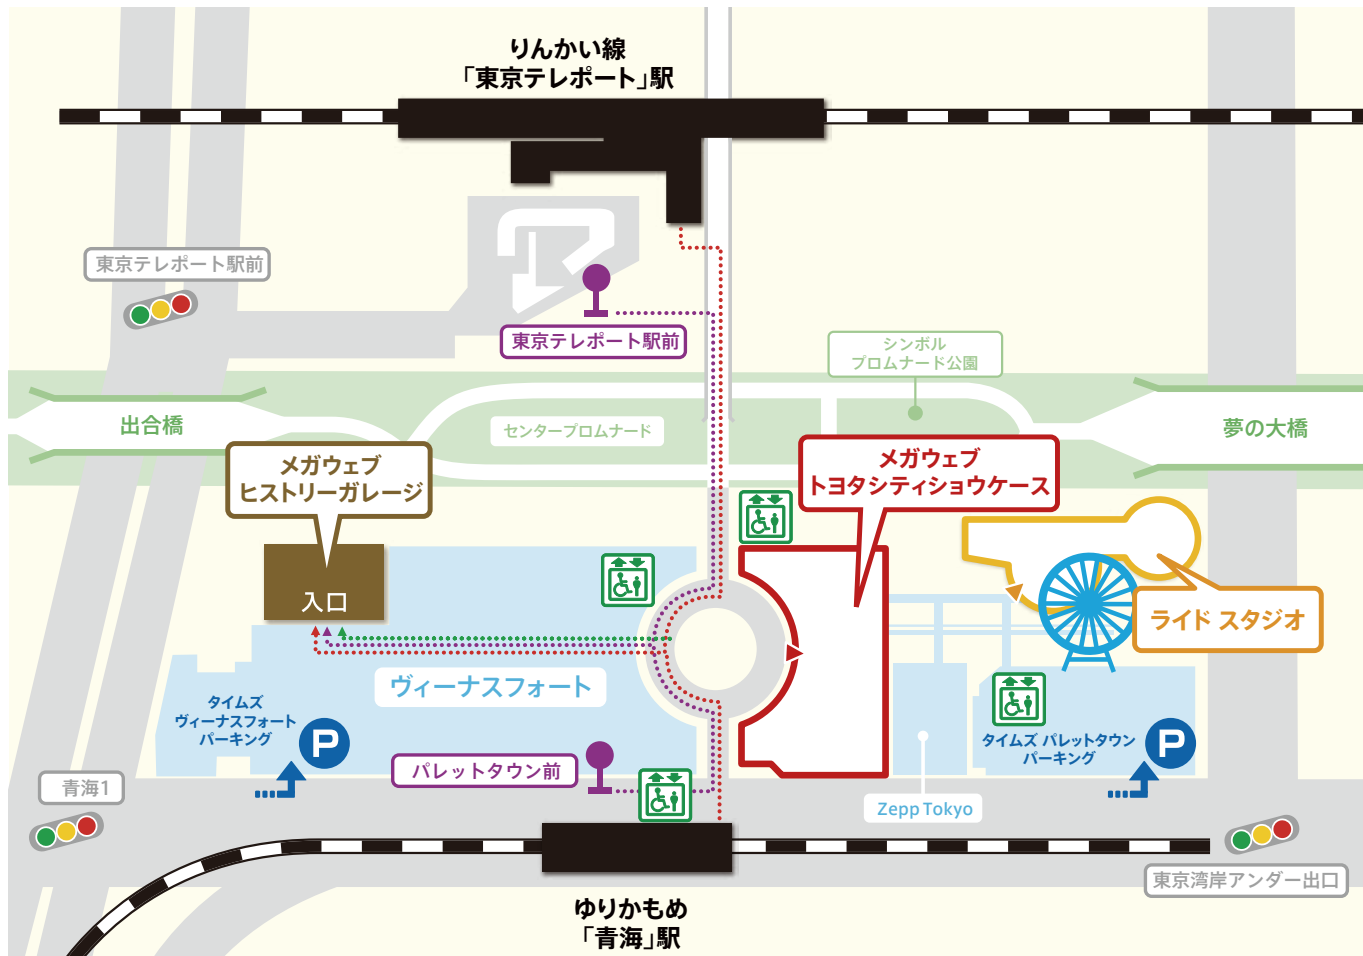 りんかい線
「東京テレポート」駅
東京テレポート駅前
東京テレポート駅前
シンボル
プロムナード公園
出合橋
センタープロムナード
夢の大橋
メガウェブ
ヒストリーガレージ
メガウェブ
トヨタシティショウケース
入口
ライド スタジオ
ヴィーナスフォート
タイムズ
ヴィーナスフォート
パーキング
P
タイムズ パレットタウン
パーキング
P
パレットタウン前
青海1
Zepp Tokyo
東京湾岸アンダー出口
ゆりかもめ
「青海」駅